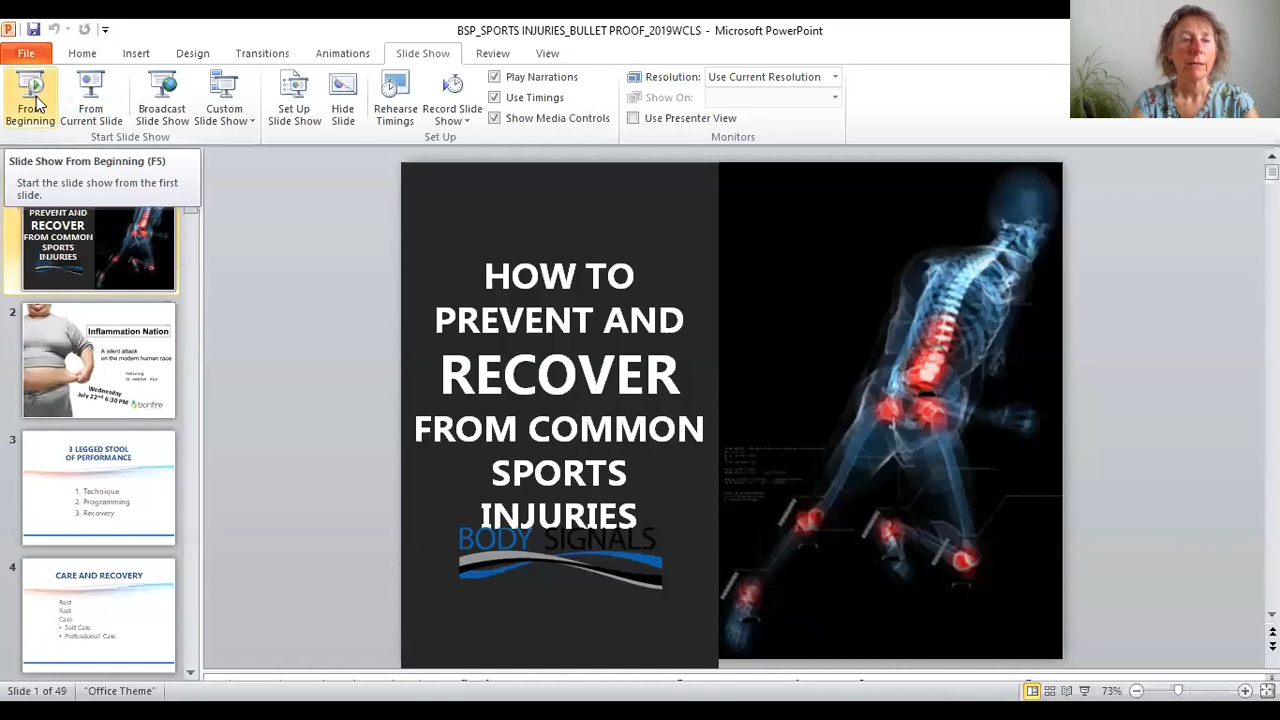 BSP_SPORTS INJURIES_BULLET PROOF_2019WCLS - Microsoft PowerPoint
File Home Insert Design Transitions Animations Slide Show Review View
From Beginning
From Current Slide
Broadcast Slide Show
Custom Slide Show
Start Slide Show
Set Up Slide Show
Hide Slide
Rehearse Timings
Record Slide Show
Play Narrations
Use Timings
Show Media Controls
Set Up
Resolution: Use Current Resolution
Show On:
Use Presenter View
Monitors
Slide Show From Beginning (F5)
Start the slide show from the first
slide.
PREVENT AND
RECOVER
FROM COMMON
SPORTS
INJURIES
2
Inflammation Nation
A silent attack
on the modern human race
Wednesday
July 22nd 6:30 PM
bonfire
3
3 LEGGED STOOL
OF PERFORMANCE
1. Technique
2. Programming
3. Recovery
4
CARE AND RECOVERY
Rest
Fuel
Care
• Self Care
• Professional Care
HOW TO
PREVENT AND
RECOVER
FROM COMMON
SPORTS
INJURIES
BODY SIGNALS
Slide 1 of 49 "Office Theme" 73%